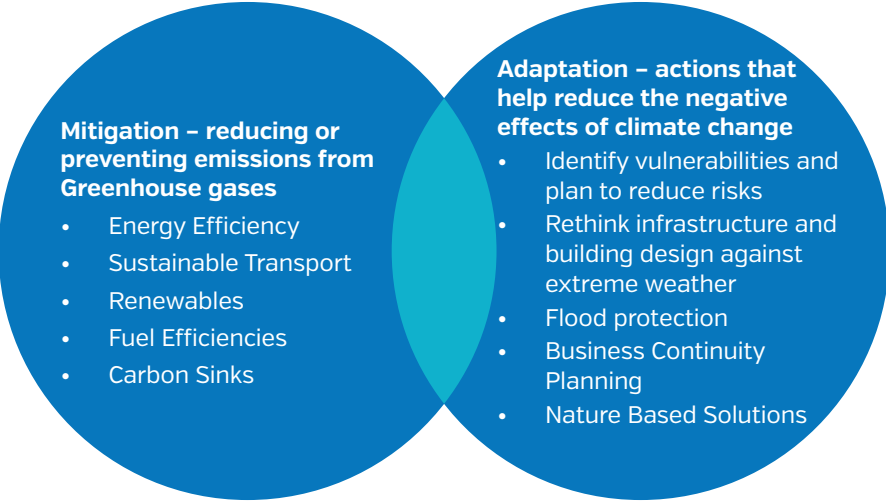 Mitigation – reducing or
preventing emissions from
Greenhouse gases
• Energy Efficiency
• Sustainable Transport
• Renewables
• Fuel Efficiencies
• Carbon Sinks
Adaptation – actions that
help reduce the negative
effects of climate change
• Identify vulnerabilities and
plan to reduce risks
• Rethink infrastructure and
building design against
extreme weather
• Flood protection
• Business Continuity
Planning
• Nature Based Solutions